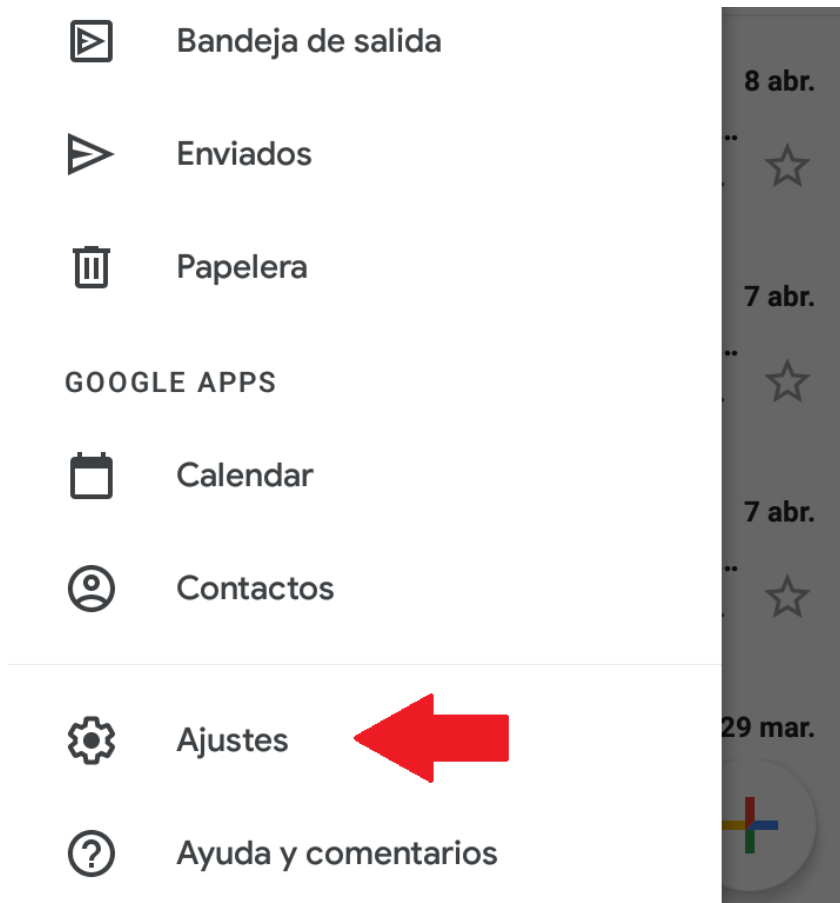 Bandeja de salida
8 abr.
Enviados
Papelera
7 abr.
GOOGLE APPS
Calendar
7 abr.
Contactos
Ajustes
29 mar.
Ayuda y comentarios